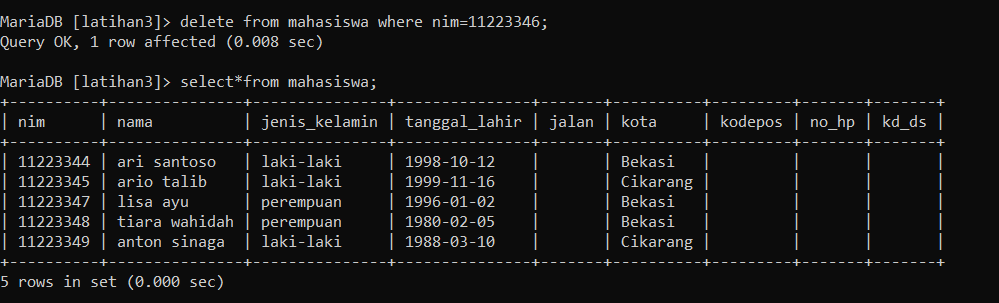 MariaDB [latihan3]> delete from mahasiswa where nim=11223346;
Query OK, 1 row affected (0.008 sec)
MariaDB [latihan3]> select*from mahasiswa;
+----------+---------------+---------------+---------------+-------+----------+---------+-------+-------+
| nim      | nama          | jenis_kelamin | tanggal_lahir | jalan | kota     | kodepos | no_hp | kd_ds |
+----------+---------------+---------------+---------------+-------+----------+---------+-------+-------+
| 11223344 | ari santoso   | laki-laki     | 1998-10-12    |       | Bekasi   |         |       |       |
| 11223345 | ario talib    | laki-laki     | 1999-11-16    |       | Cikarang |         |       |       |
| 11223347 | lisa ayu      | perempuan     | 1996-01-02    |       | Bekasi   |         |       |       |
| 11223348 | tiara wahidah | perempuan     | 1980-02-05    |       | Bekasi   |         |       |       |
| 11223349 | anton sinaga  | laki-laki     | 1988-03-10    |       | Cikarang |         |       |       |
+----------+---------------+---------------+---------------+-------+----------+---------+-------+-------+
5 rows in set (0.000 sec)